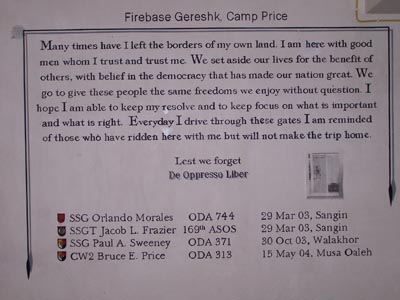 Firebase Gereshk, Camp Price
Many times have I left the borders of my own land. I am here with good
men whom I trust and trust me. We set aside our lives for the benefit of
others, with belief in the democracy that has made our nation great. We
go to give these people the same freedoms we enjoy without question. I
hope I am able to keep my resolve and to keep focus on what is important
and what is right. Everyday I drive through these gates I am reminded
of those who have ridden here with me but will not make the trip home.
Lest we forget
De Oppresso Liber
SSG Orlando Morales ODA 744 29 Mar 03, Sangin
SSGT Jacob L. Frazier 169th ASOS 29 Mar 03, Sangin
SSG Paul A. Sweeney ODA 371 30 Oct 03, Walakhor
CW2 Bruce E. Price ODA 313 15 May 04, Musa Qaleh